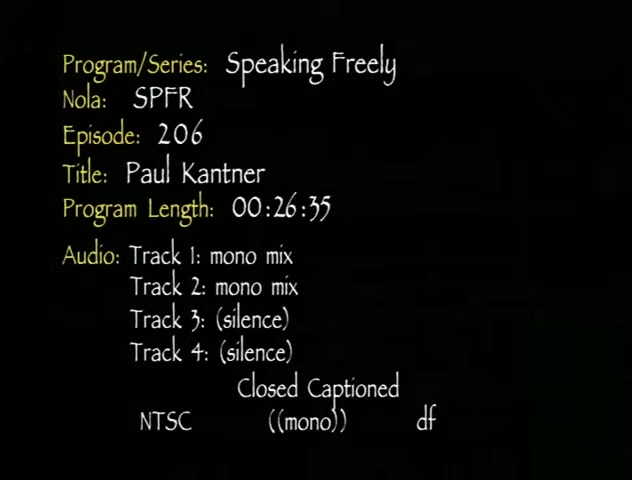 Program/Series: Speaking Freely
Nola: SPFR
Episode: 206
Title: Paul Kantner
Program Length: 00:26:35
Audio: Track 1: mono mix
Track 2: mono mix
Track 3: (silence)
Track 4: (silence)
Closed Captioned
NTSC ((mono)) df